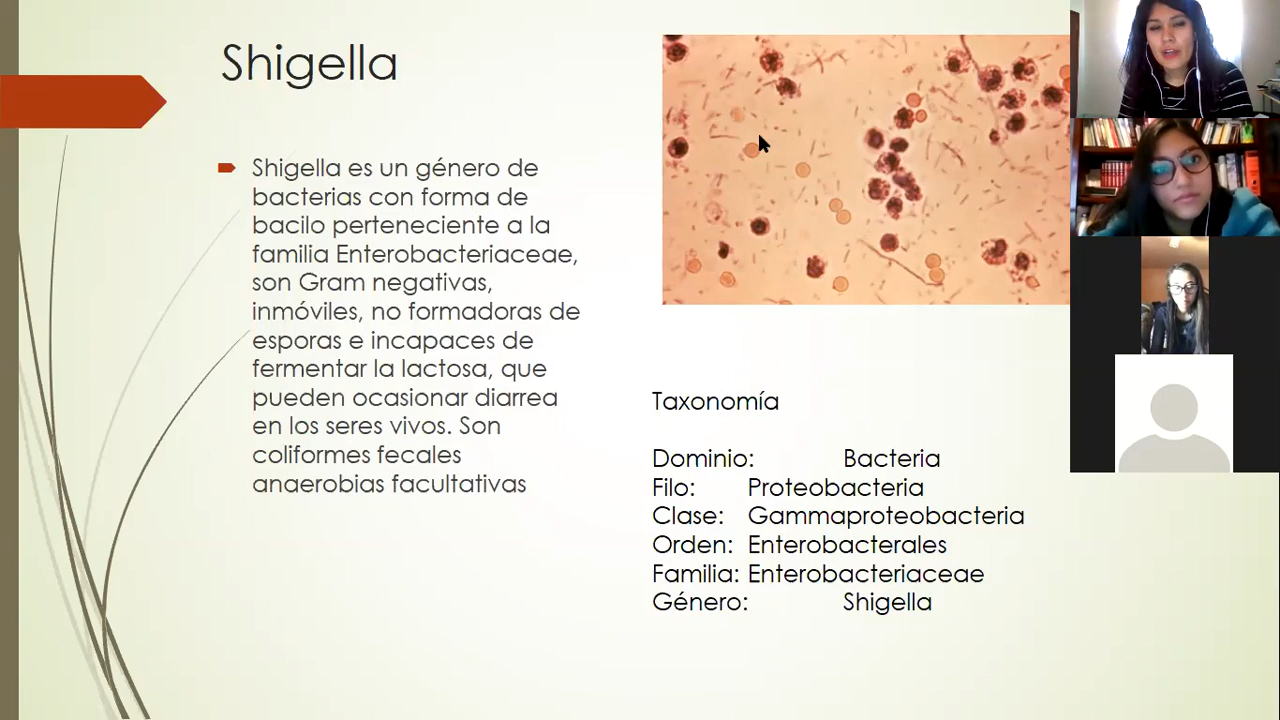 Shigella
Shigella es un género de
bacterias con forma de
bacilo perteneciente a la
familia Enterobacteriaceae,
son Gram negativas,
inmóviles, no formadoras de
esporas e incapaces de
fermentar la lactosa, que
pueden ocasionar diarrea
en los seres vivos. Son
coliformes fecales
anaerobias facultativas
Taxonomía
Dominio: Bacteria
Filo: Proteobacteria
Clase: Gammaproteobacteria
Orden: Enterobacterales
Familia: Enterobacteriaceae
Género: Shigella